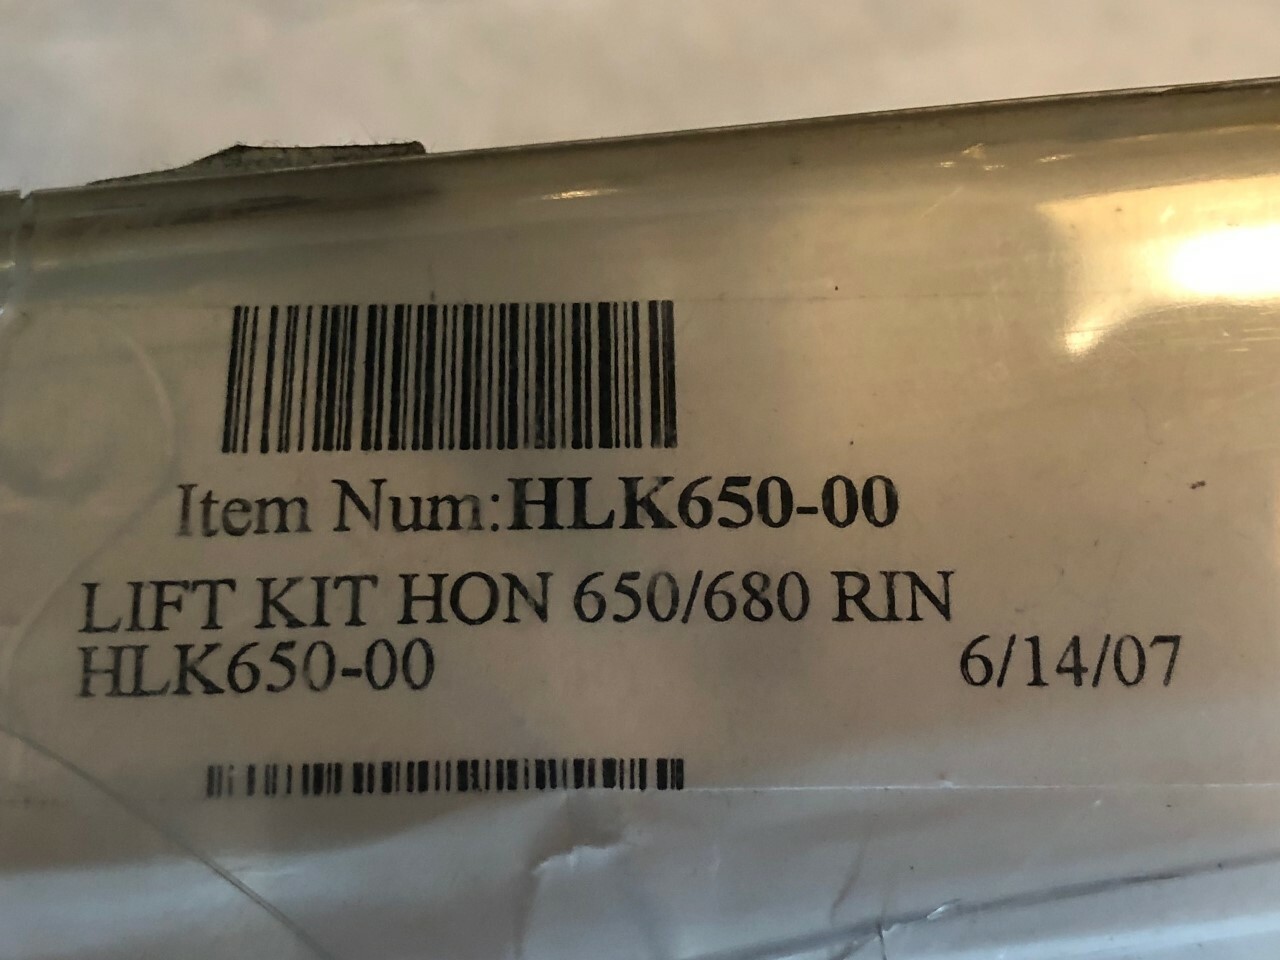 Item Num:HLK650-00
LIFT KIT HON 650/680 RIN
HLK650-00 6/14/07